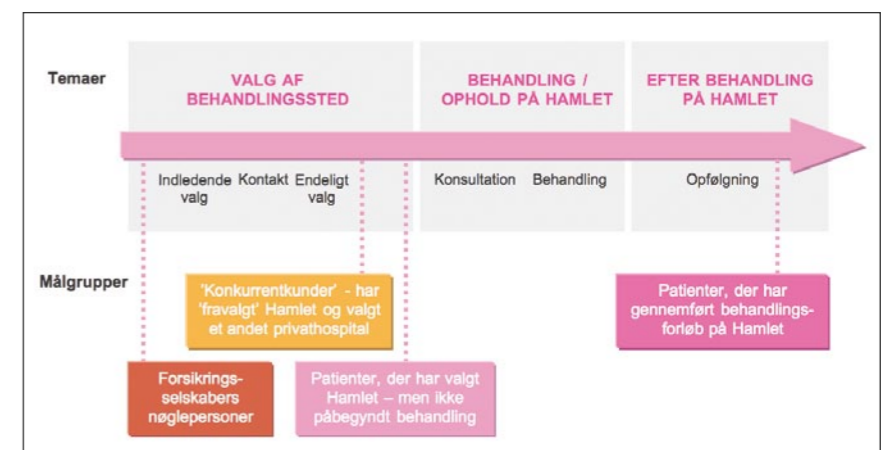 Temaer
VALG AF
BEHANDLINGSSTED
BEHANDLING /
OPHOLD PÅ HAMLET
EFTER BEHANDLING
PÅ HAMLET
Indledende
valg
Kontakt
Endeligt
valg
Konsultation
Behandling
Opfølgning
Målgrupper
'Konkurrentkunder' - har
'fravalgt' Hamlet og valgt
et andet privathospital
Patienter, der har
gennemført behandlings-
forløb på Hamlet
Forsikrings-
selskabers
nøglepersoner
Patienter, der har valgt
Hamlet – men ikke
påbegyndt behandling